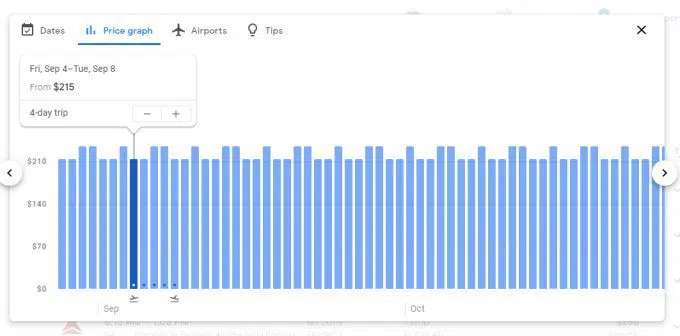 Dates
Price graph
Airports
Tips
Fri, Sep 4–Tue, Sep 8
From $215
4-day trip
$210
$140
$70
$0
Sep
Oct